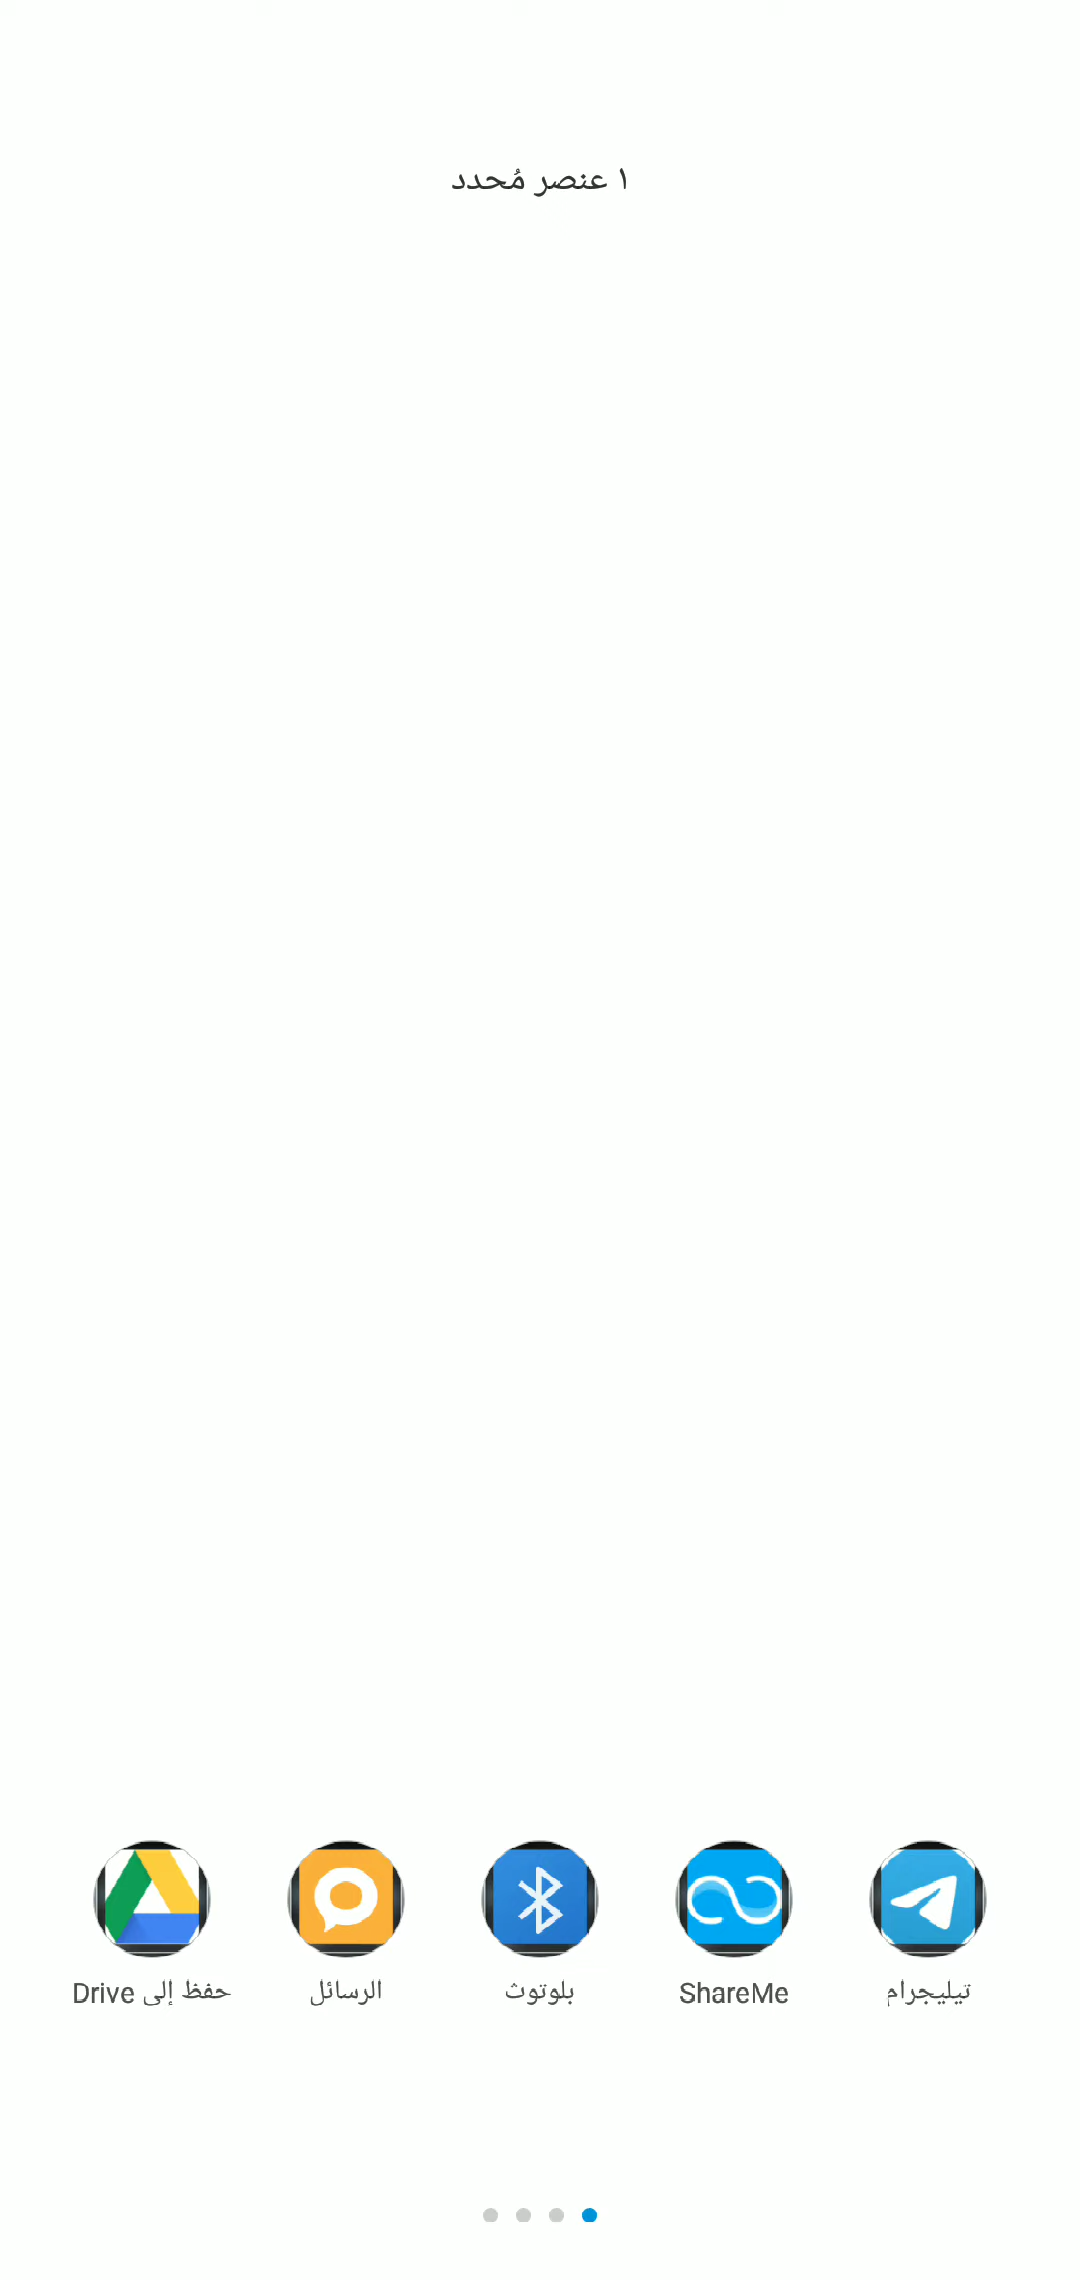 ١ عنصر مُحدد
تيليجرام
ShareMe
بلوتوث
الرسائل
حفظ إلى Drive